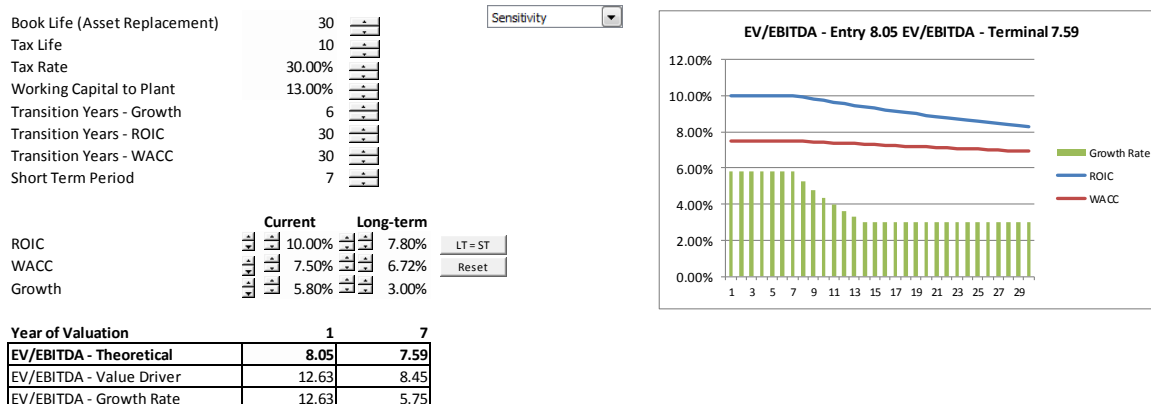 Book Life (Asset Replacement) 30
Tax Life 10
Tax Rate 30.00%
Working Capital to Plant 13.00%
Transition Years - Growth 6
Transition Years - ROIC 30
Transition Years - WACC 30
Short Term Period 7
Sensitivity
Current Long-term
ROIC 10.00% 7.80% LT = ST
WACC 7.50% 6.72% Reset
Growth 5.80% 3.00%
Year of Valuation 1 7
EV/EBITDA - Theoretical 8.05 7.59
EV/EBITDA - Value Driver 12.63 8.45
EV/EBITDA - Growth Rate 12.63 5.75
EV/EBITDA - Entry 8.05 EV/EBITDA - Terminal 7.59
12.00%
10.00%
8.00%
6.00%
4.00%
2.00%
0.00%
1 3 5 7 9 11 13 15 17 19 21 23 25 27 29
Growth Rate
ROIC
WACC